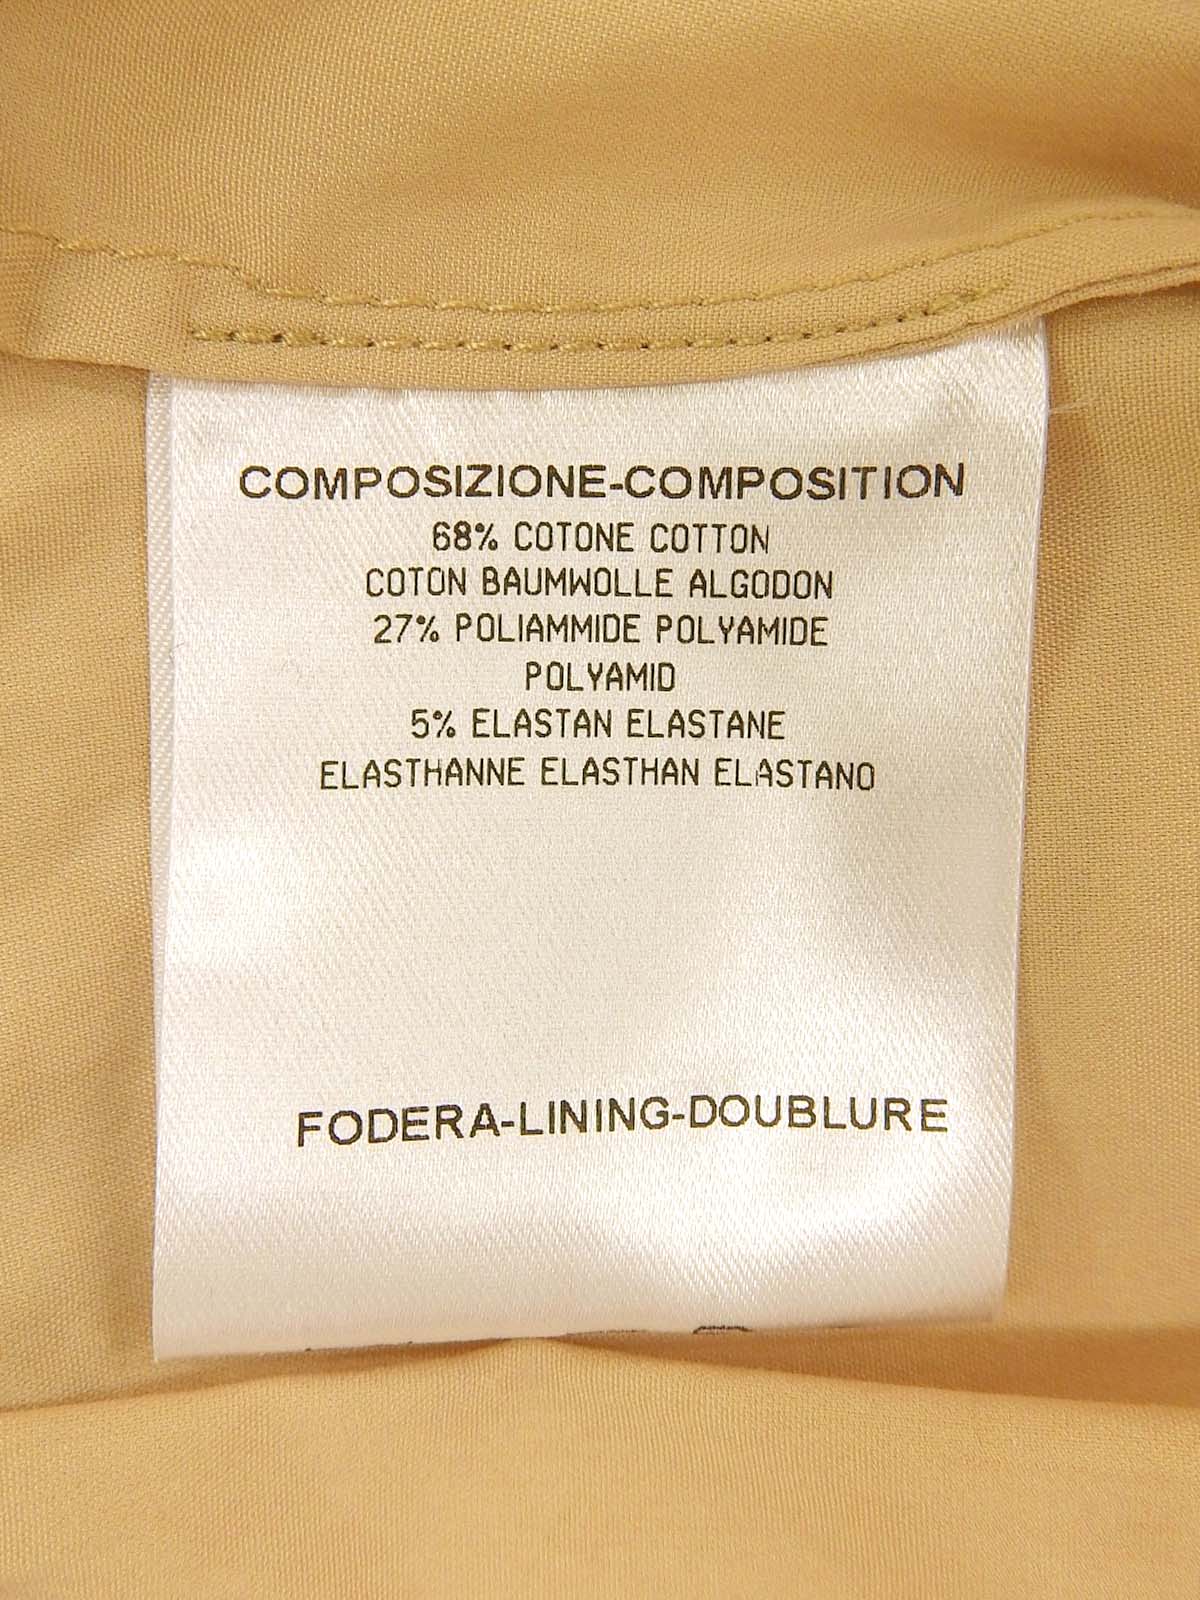 COMPOSIZIONE-COMPOSITION
68% COTONE COTTON
COTON BAUMWOLLE ALGODON
27% POLIAMMIDE POLYAMIDE
POLYAMID
5% ELASTAN ELASTANE
ELASTHANNE ELASTHAN ELASTANO
FODERA-LINING-DOUBLURE